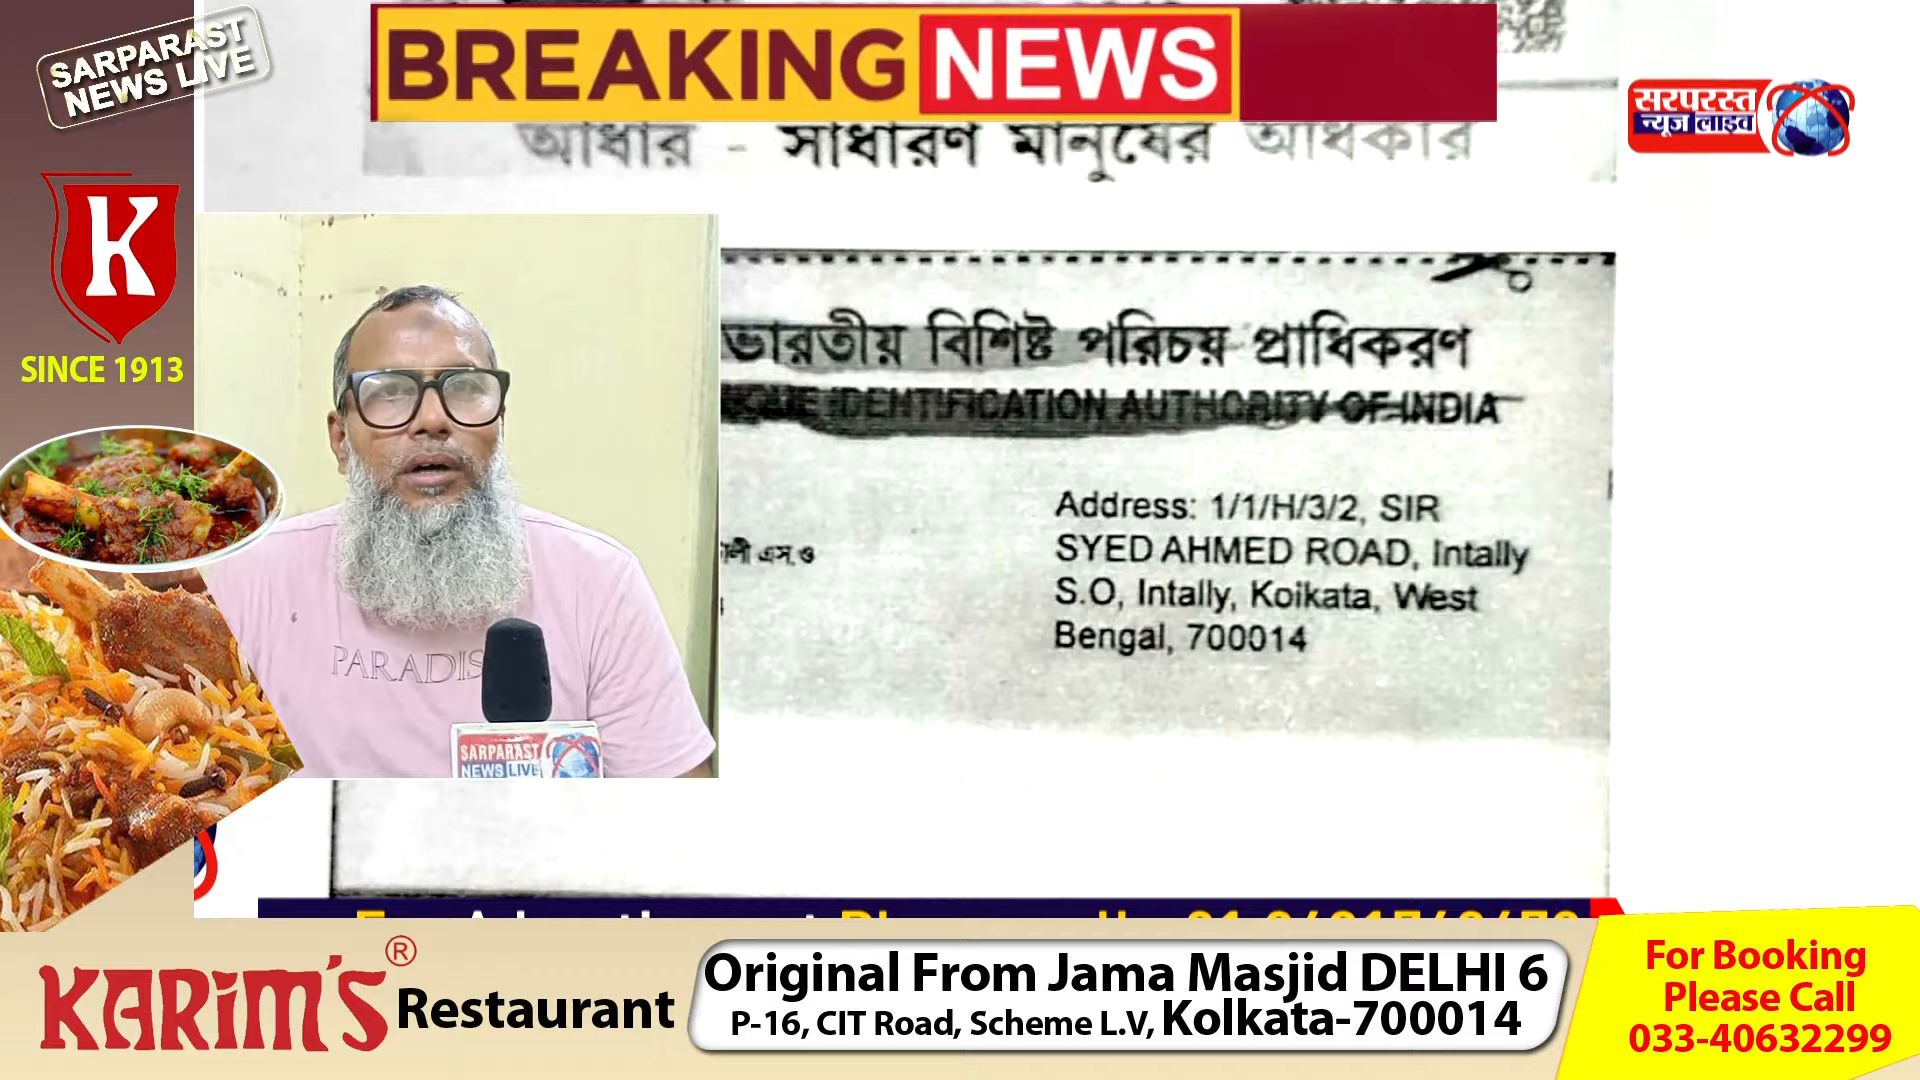 SARPARAST
NEWS LIVE
BREAKING NEWS
सरपरस्त
न्यूज लाइव
आधार - সাধারণ মানুষের অধিকার
K
SINCE 1913
ভারতীয় বিশিষ্ট পরিচয় প্রাধিকরণ
IDENTIFICATION AUTHORITY OF INDIA
Address: 1/1/H/3/2, SIR
SYED AHMED ROAD, Intally
S.O, Intally, Kolkata, West
Bengal, 700014
এস.ও
PARADIS
SARPARAST
NEWS LIVE
KARIM'S® Restaurant
Original From Jama Masjid DELHI 6
P-16, CIT Road, Scheme L.V, Kolkata-700014
For Booking
Please Call
033-40632299